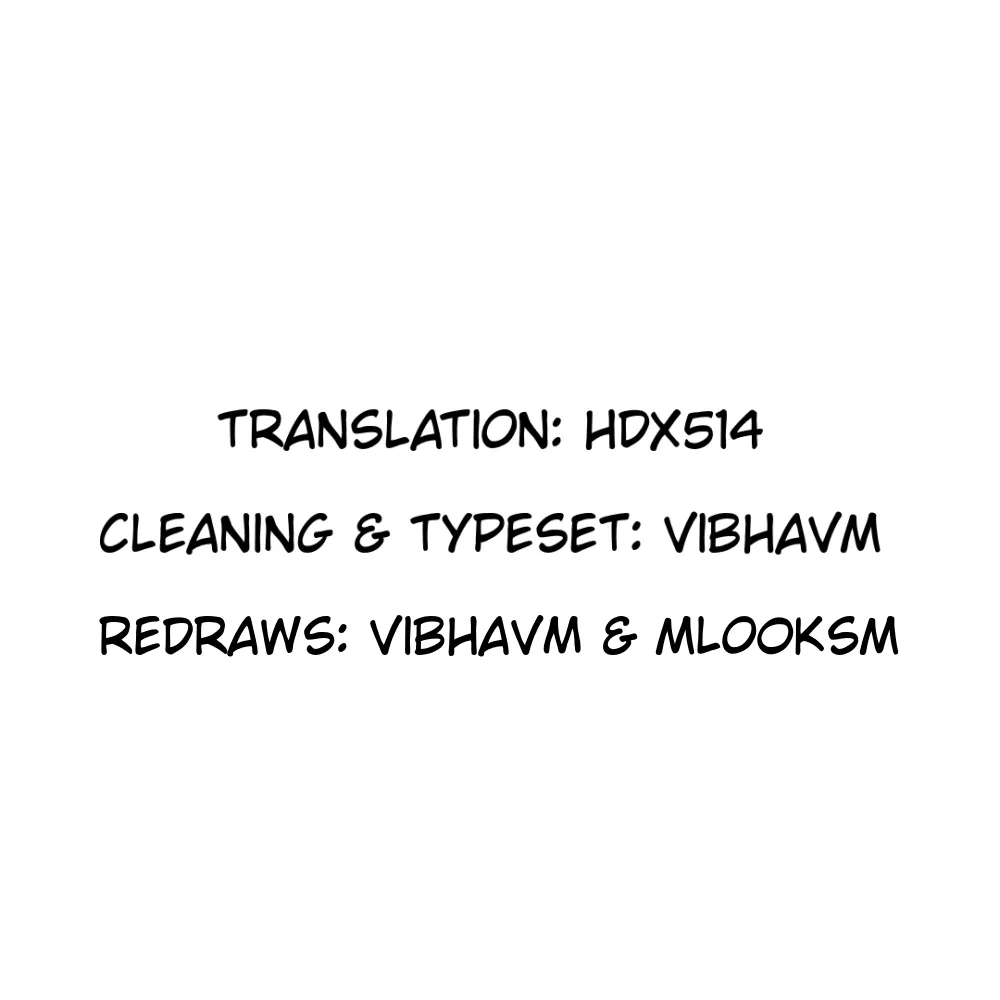 TRANSLATION: HDX514
CLEANING & TYPESET: VIBHAVM
REDRAWS: VIBHAVM & MLOOKSM